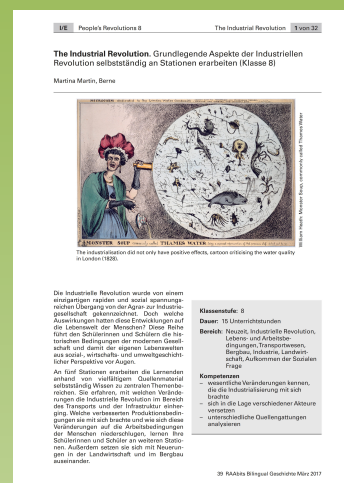 I/E People's Revolutions 8 The Industrial Revolution 1 von 32
The Industrial Revolution. Grundlegende Aspekte der Industriellen
Revolution selbstständig an Stationen erarbeiten (Klasse 8)
Martina Martin, Berne
MICROCOSM
MONSTER SOUP commonly called THAMES WATER
William Heath: Monster Soup, commonly called Thames Water
The industrialisation did not only have positive effects, cartoon criticising the water quality
in London (1828).
Die Industrielle Revolution wurde von einem
einzigartigen rapiden und sozial spannungs-
reichen Übergang von der Agrar- zur Industrie-
gesellschaft gekennzeichnet. Doch welche
Auswirkungen hatten diese Entwicklungen auf
die Lebenswelt der Menschen? Diese Reihe
führt den Schülerinnen und Schülern die his-
torischen Bedingungen der modernen Gesell-
schaft und damit der eigenen Lebenswelten
aus sozial-, wirtschafts- und umweltgeschicht-
licher Perspektive vor Augen.
An fünf Stationen erarbeiten die Lernenden
anhand von vielfältigem Quellenmaterial
selbstständig Wissen zu zentralen Themenbe-
reichen. Sie erfahren, mit welchen Verände-
rungen die Industrielle Revolution im Bereich
des Transports und der Infrastruktur einher-
ging. Welche verbesserten Produktionsbedin-
gungen sie mit sich brachte und wie sich diese
Veränderungen auf die Arbeitsbedingungen
der Menschen niederschlugen, lernen Ihre
Schülerinnen und Schüler an weiteren Statio-
nen. Außerdem setzen sie sich mit Neuerun-
gen in der Landwirtschaft und im Bergbau
auseinander.
Klassenstufe: 8
Dauer: 15 Unterrichtstunden
Bereich: Neuzeit, Industrielle Revolution,
Lebens- und Arbeitsbe-
dingungen, Transportwesen,
Bergbau, Industrie, Landwirt-
schaft, Aufkommen der Sozialen
Frage
Kompetenzen
– wesentliche Veränderungen kennen,
die die Industrialisierung mit sich
brachte
– sich in die Lage verschiedener Akteure
versetzen
– unterschiedliche Quellengattungen
analysieren
39 RAAbits Bilingual Geschichte März 2017